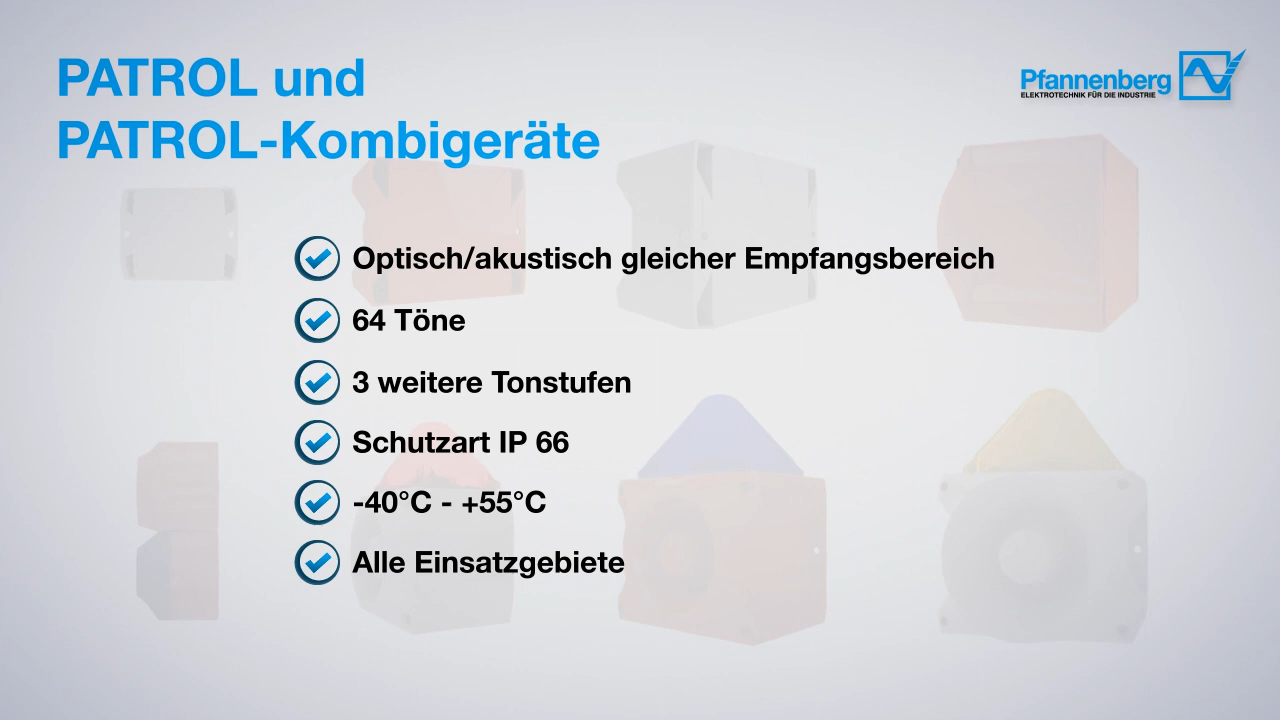 PATROL und
PATROL-Kombigeräte
Pfannenberg
ELEKTROTECHNIK FÜR DIE INDUSTRIE
Optisch/akustisch gleicher Empfangsbereich
64 Töne
3 weitere Tonstufen
Schutzart IP 66
-40°C - +55°C
Alle Einsatzgebiete